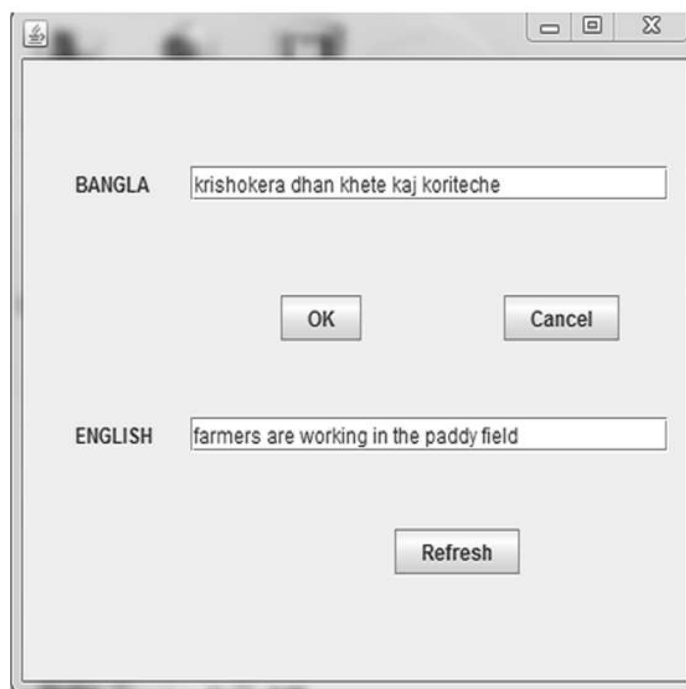 BANGLA krishokera dhan khete kaj koriteche
OK Cancel
ENGLISH farmers are working in the paddy field
Refresh